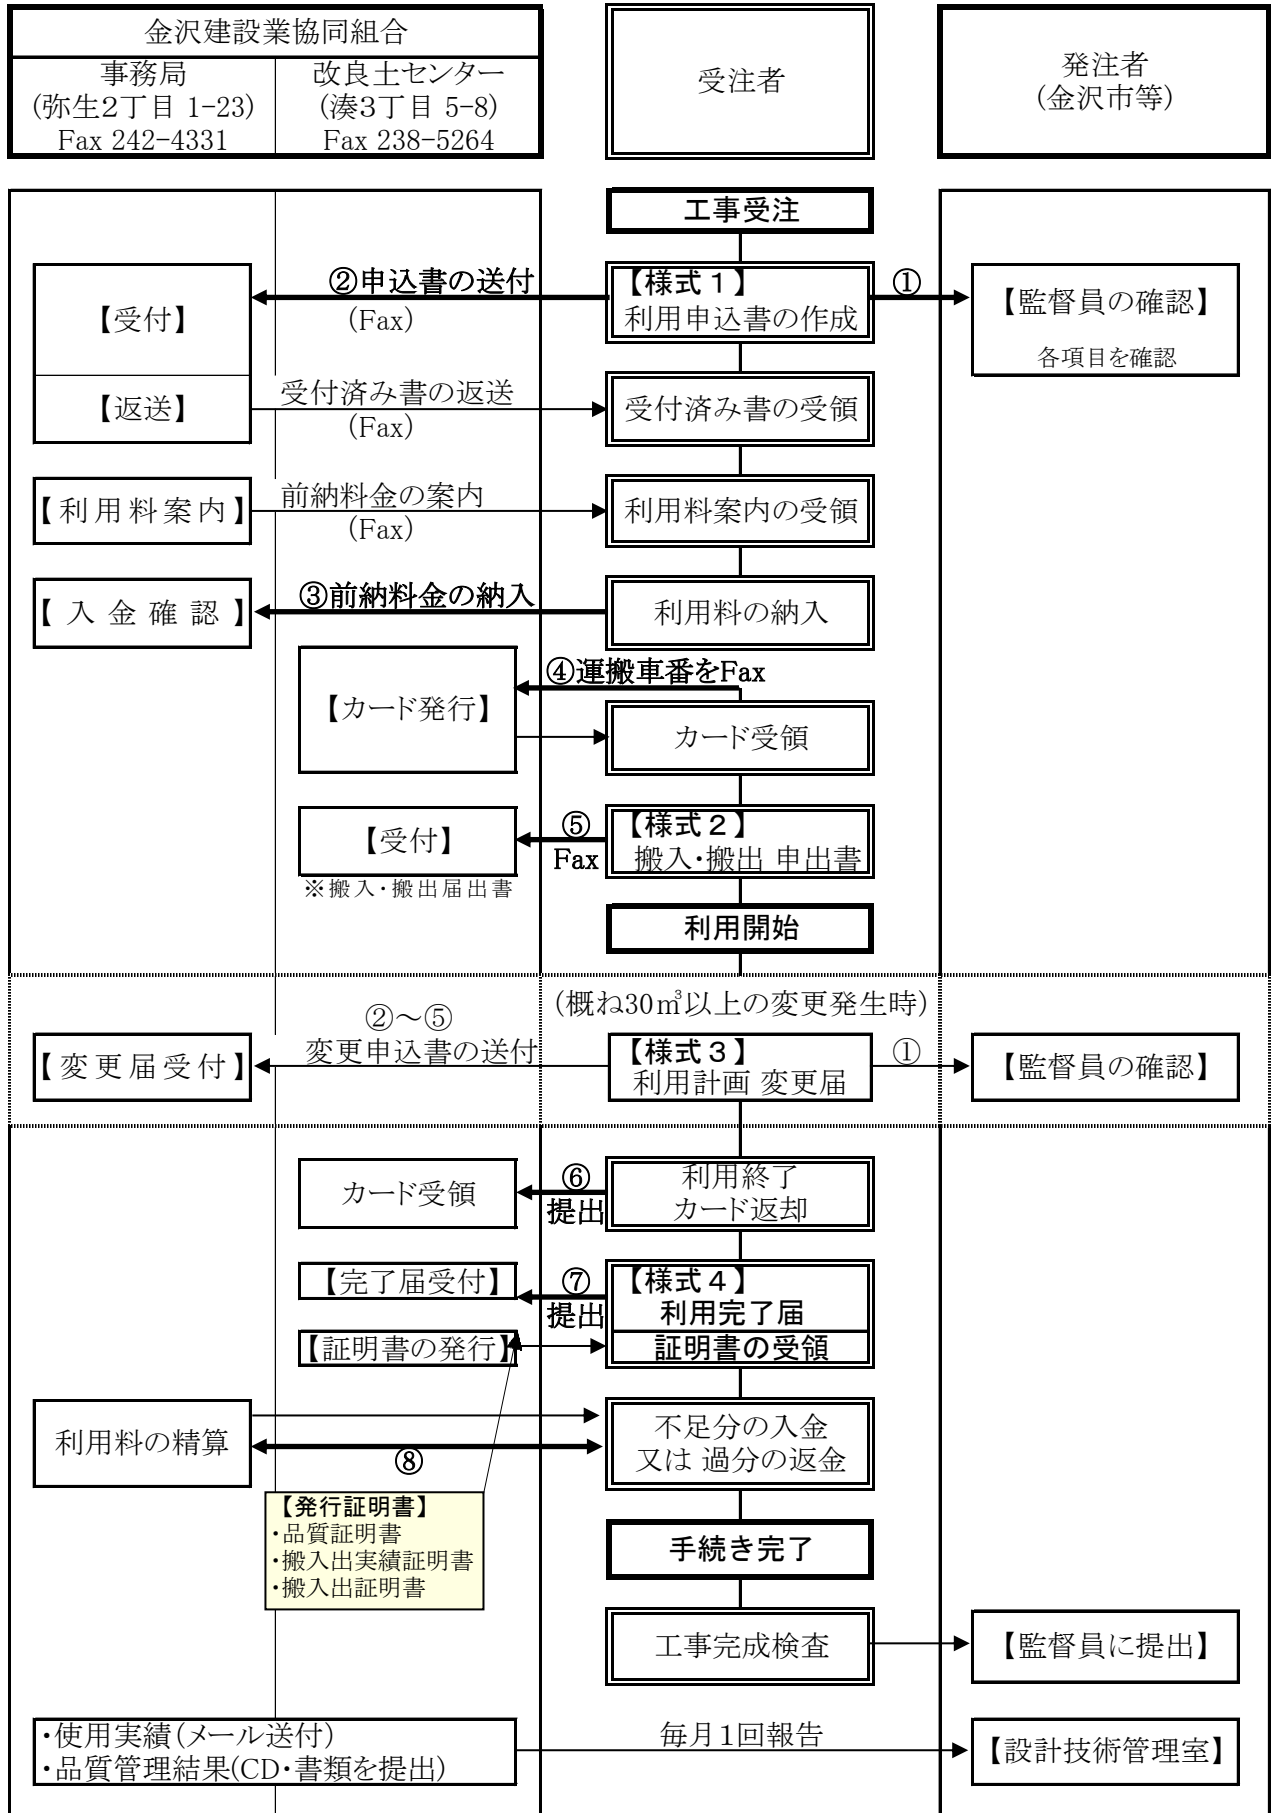 金沢建設業協同組合
事務局
(弥生２丁目 1-23)
Fax 242-4331
改良土センター
(湊３丁目 5-8)
Fax 238-5264
受注者
発注者
(金沢市等)
工事受注
【受付】
②申込書の送付
(Fax)
【様式１】
利用申込書の作成
①
【監督員の確認】
各項目を確認
【返送】
受付済み書の返送
(Fax)
受付済み書の受領
【利用料案内】
前納料金の案内
(Fax)
利用料案内の受領
【入金確認】
③前納料金の納入
利用料の納入
④運搬車番をFax
【カード発行】
カード受領
【受付】
⑤
Fax
【様式２】
搬入・搬出 申出書
※搬入・搬出届出書
利用開始
(概ね30㎥以上の変更発生時)
②～⑤
変更申込書の送付
【変更届受付】
【様式３】
利用計画 変更届
①
【監督員の確認】
カード受領
⑥
提出
利用終了
カード返却
【完了届受付】
⑦
提出
【様式４】
利用完了届
【証明書の発行】
証明書の受領
利用料の精算
⑧
不足分の入金
又は 過分の返金
【発行証明書】
・品質証明書
・搬入出実績証明書
・搬入出証明書
手続き完了
工事完成検査
【監督員に提出】
・使用実績(メール送付)
・品質管理結果(CD・書類を提出)
毎月１回報告
【設計技術管理室】